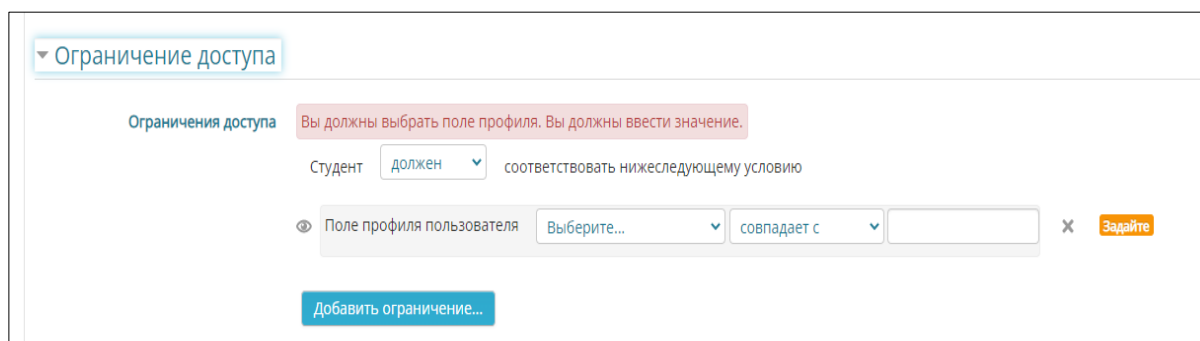 Ограничение доступа
Ограничения доступа
Вы должны выбрать поле профиля. Вы должны ввести значение.
Студент должен соответствовать нижеследующему условию
Поле профиля пользователя Выберите... совпадает с Задайте
Добавить ограничение...